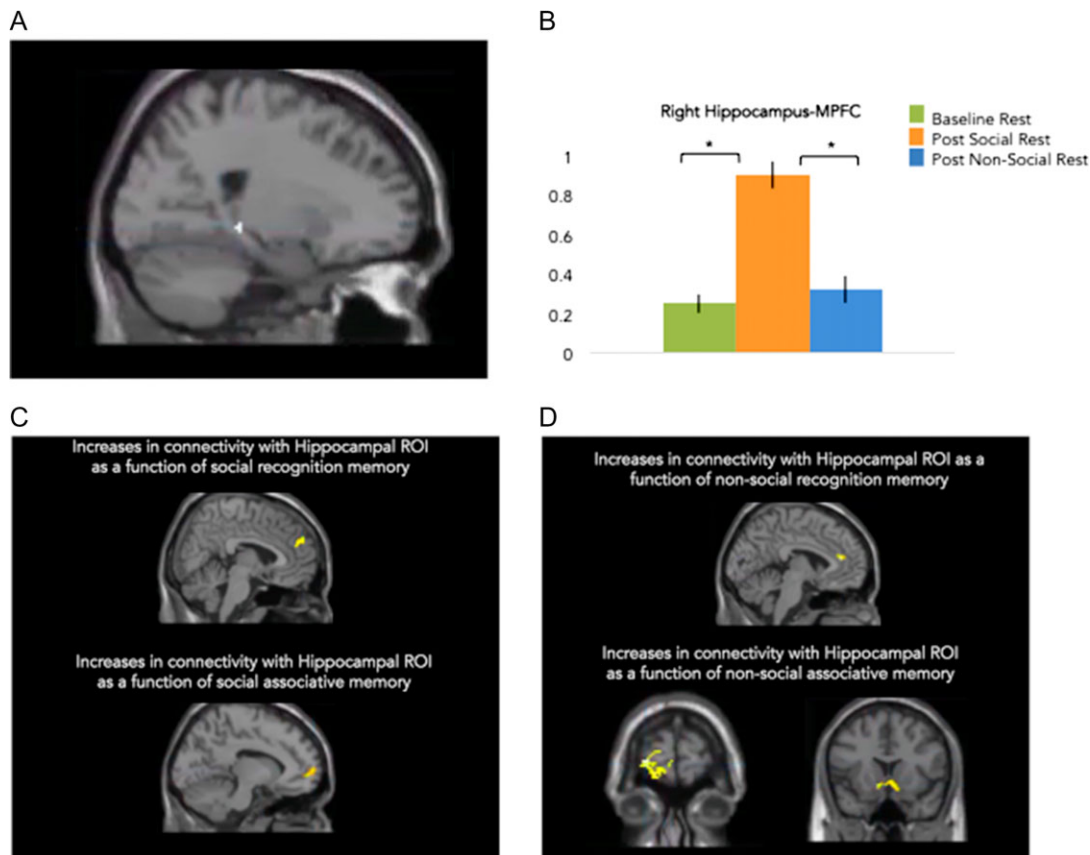 A
B
Right Hippocampus-MPFC
Baseline Rest
Post Social Rest
Post Non-Social Rest
* *
1
0.8
0.6
0.4
0.2
0
C
Increases in connectivity with Hippocampal ROI
as a function of social recognition memory
Increases in connectivity with Hippocampal ROI
as a function of social associative memory
D
Increases in connectivity with Hippocampal ROI as a
function of non-social recognition memory
Increases in connectivity with Hippocampal ROI
as a function of non-social associative memory